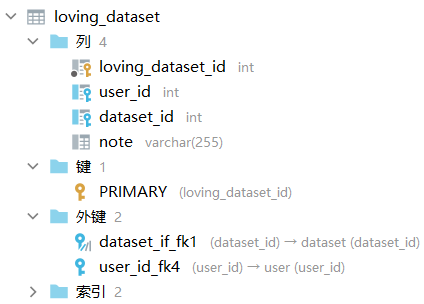 loving_dataset
列 4
loving_dataset_id int
user_id int
dataset_id int
note varchar(255)
键 1
PRIMARY (loving_dataset_id)
外键 2
dataset_if_fk1 (dataset_id) → dataset (dataset_id)
user_id_fk4 (user_id) → user (user_id)
索引 2